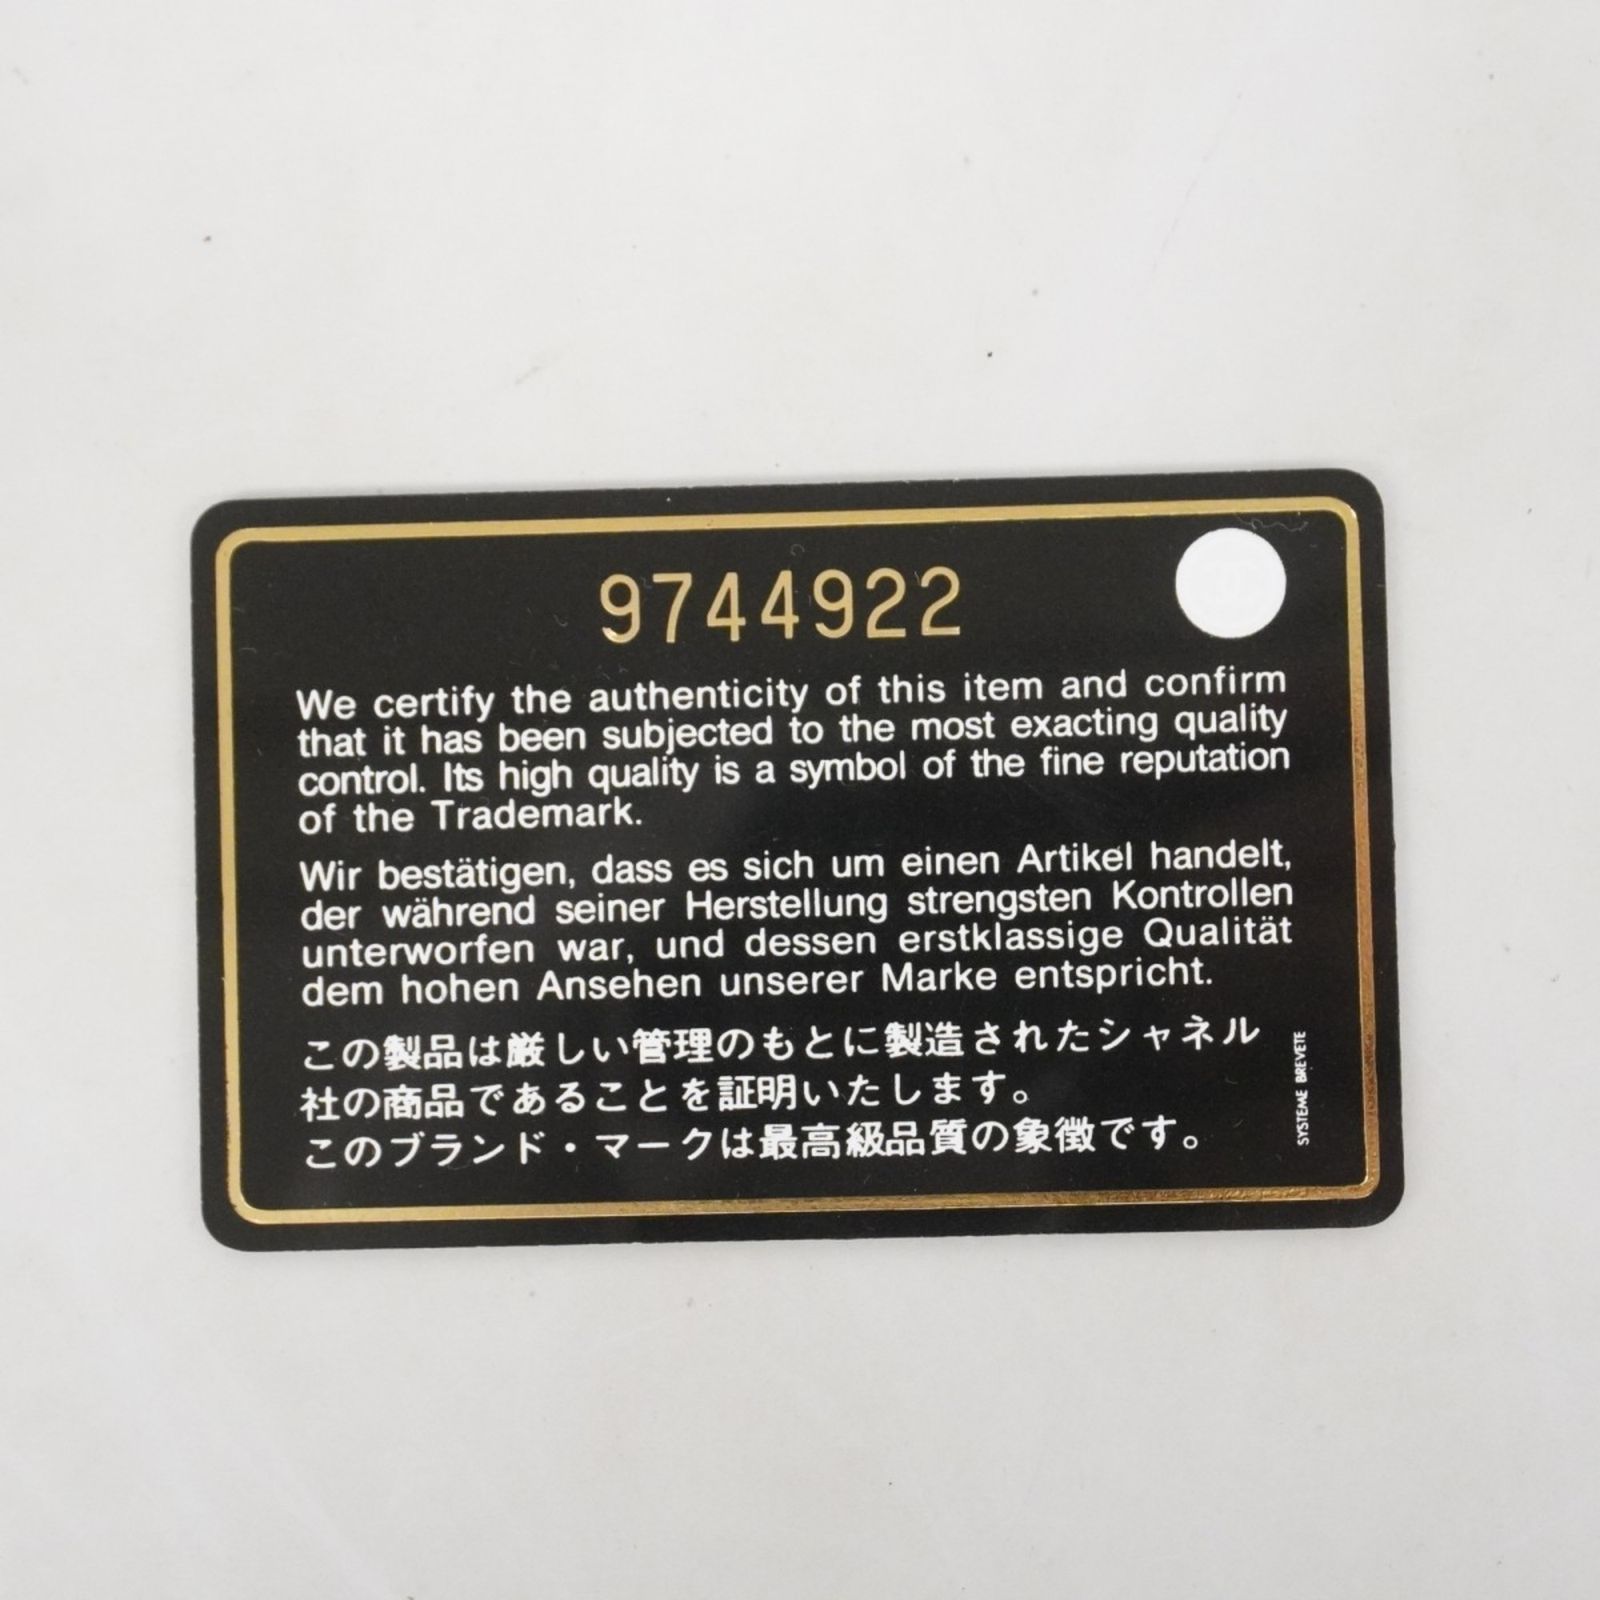 9744922
We certify the authenticity of this item and confirm
that it has been subjected to the most exacting quality
control. Its high quality is a symbol of the fine reputation
of the Trademark.
Wir bestätigen, dass es sich um einen Artikel handelt,
der während seiner Herstellung strengsten Kontrollen
unterworfen war, und dessen erstklassige Qualität
dem hohen Ansehen unserer Marke entspricht.
この製品は厳しい管理のもとに製造されたシャネル
社の商品であることを証明いたします。
このブランド・マークは最高級品質の象徴です。
SYSTEME BREVETE